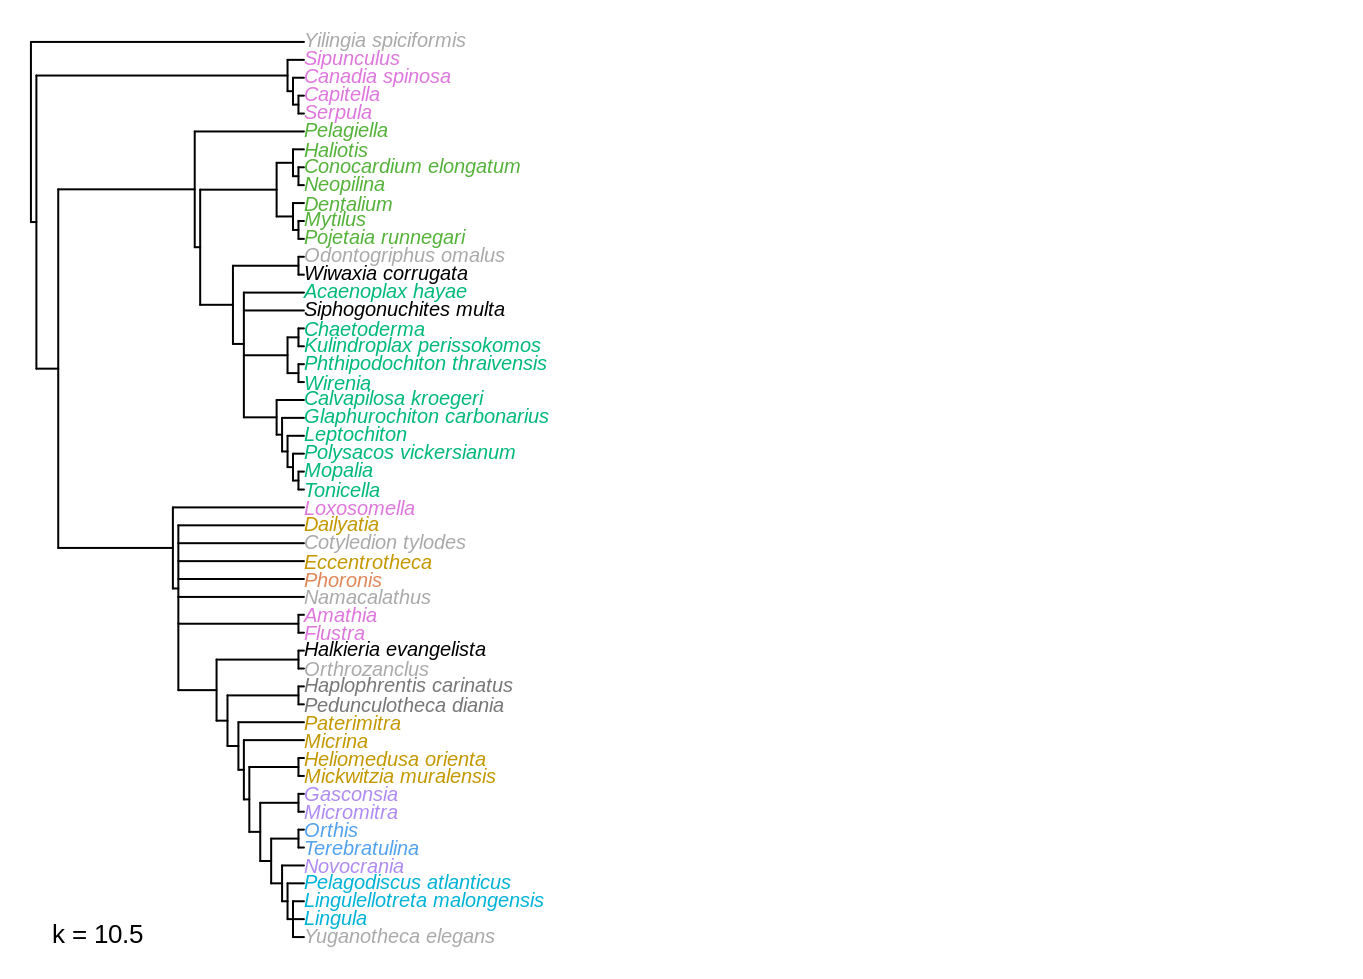 Yilingia spiciformis
Sipunculus
Canadia spinosa
Capitella
Serpula
Pelagiella
Haliotis
Conocardium elongatum
Neopilina
Dentalium
Mytilus
Pojetaia runnegari
Odontogriphus omalus
Wiwaxia corrugata
Acaenoplax hayae
Siphogonuchites multa
Chaetoderma
Kulindroplax perissokomos
Phthipodochiton thraivensis
Wirenia
Calvapilosa kroegeri
Glaphurochiton carbonarius
Leptochiton
Polysacos vickersianum
Mopalia
Tonicella
Loxosomella
Dailyatia
Cotyledion tylodes
Eccentrotheca
Phoronis
Namacalathus
Amathia
Flustra
Halkieria evangelista
Orthrozanclus
Haplophrentis carinatus
Pedunculotheca diania
Paterimitra
Micrina
Heliomedusa orienta
Mickwitzia muralensis
Gasconsia
Micromitra
Orthis
Terebratulina
Novocrania
Pelagodiscus atlanticus
Lingulellotreta malongensis
Lingula
Yuganotheca elegans
k = 10.5